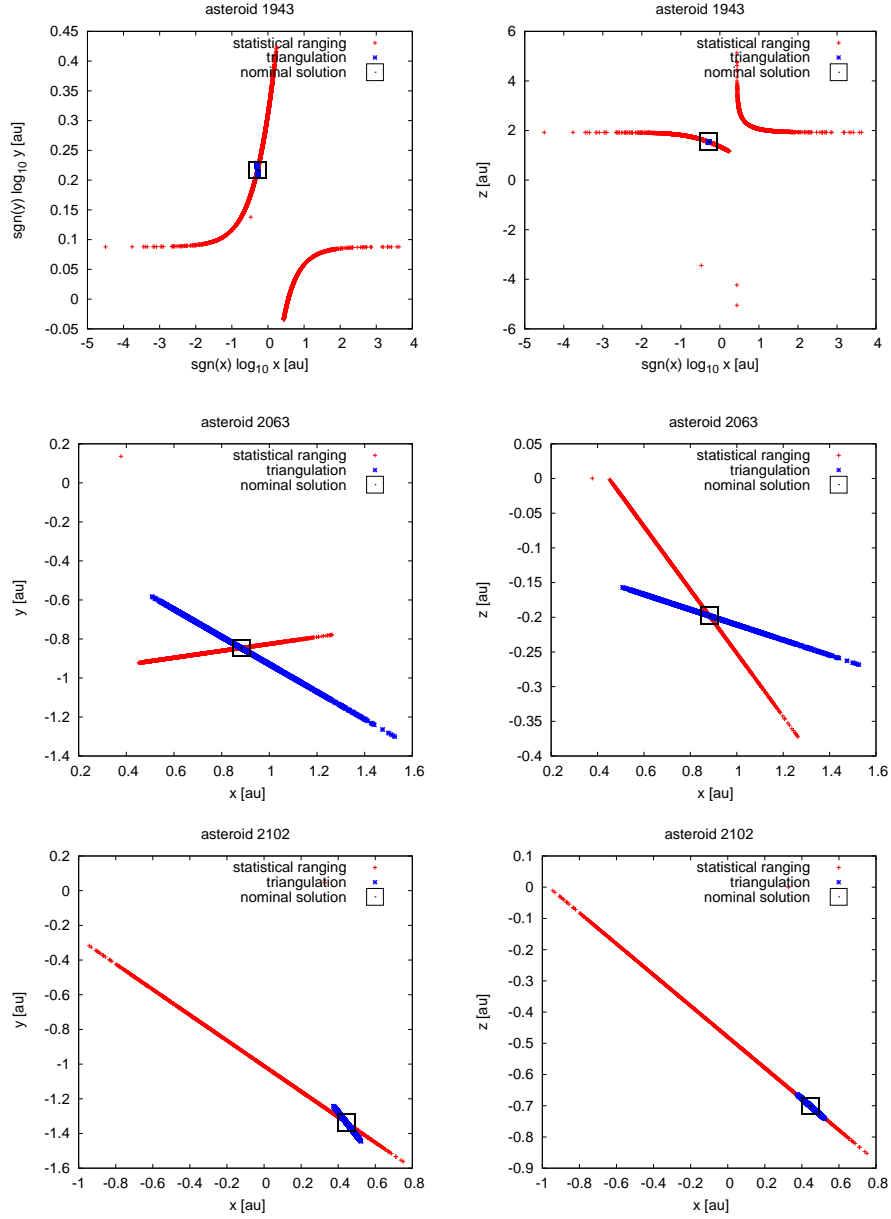 asteroid 1943
statistical ranging
triangulation
nominal solution
sgn(y) log10 y [au]
0.45
0.4
0.35
0.3
0.25
0.2
0.15
0.1
0.05
0
-0.05
-5 -4 -3 -2 -1 0 1 2 3 4
sgn(x) log10 x [au]
asteroid 1943
statistical ranging
triangulation
nominal solution
z [au]
6
4
2
0
-2
-4
-6
-5 -4 -3 -2 -1 0 1 2 3 4
sgn(x) log10 x [au]
asteroid 2063
statistical ranging
triangulation
nominal solution
y [au]
0.2
0
-0.2
-0.4
-0.6
-0.8
-1
-1.2
-1.4
0.2 0.4 0.6 0.8 1 1.2 1.4 1.6
x [au]
asteroid 2063
statistical ranging
triangulation
nominal solution
z [au]
0.05
0
-0.05
-0.1
-0.15
-0.2
-0.25
-0.3
-0.35
-0.4
0.2 0.4 0.6 0.8 1 1.2 1.4 1.6
x [au]
asteroid 2102
statistical ranging
triangulation
nominal solution
y [au]
0.2
0
-0.2
-0.4
-0.6
-0.8
-1
-1.2
-1.4
-1.6
-1 -0.8 -0.6 -0.4 -0.2 0 0.2 0.4 0.6 0.8
x [au]
asteroid 2102
statistical ranging
triangulation
nominal solution
z [au]
0.1
0
-0.1
-0.2
-0.3
-0.4
-0.5
-0.6
-0.7
-0.8
-0.9
-1 -0.8 -0.6 -0.4 -0.2 0 0.2 0.4 0.6 0.8
x [au]